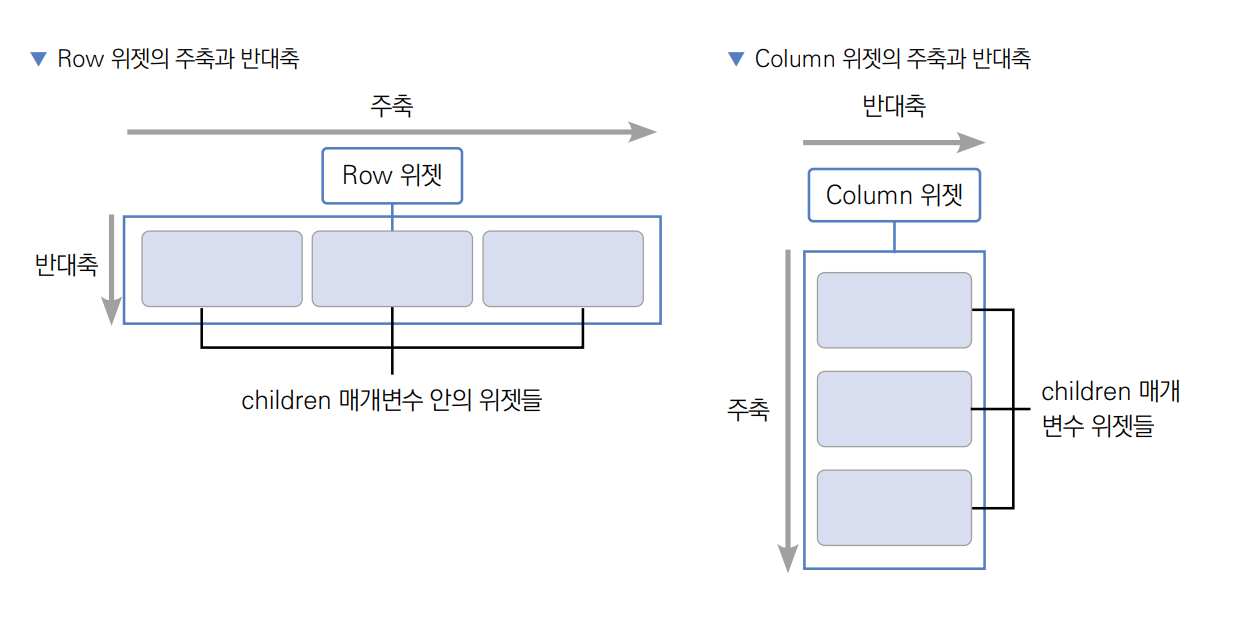 ▼ Row 위젯의 주축과 반대축
주축
Row 위젯
반대축
children 매개변수 안의 위젯들
▼ Column 위젯의 주축과 반대축
반대축
Column 위젯
주축
children 매개
변수 위젯들